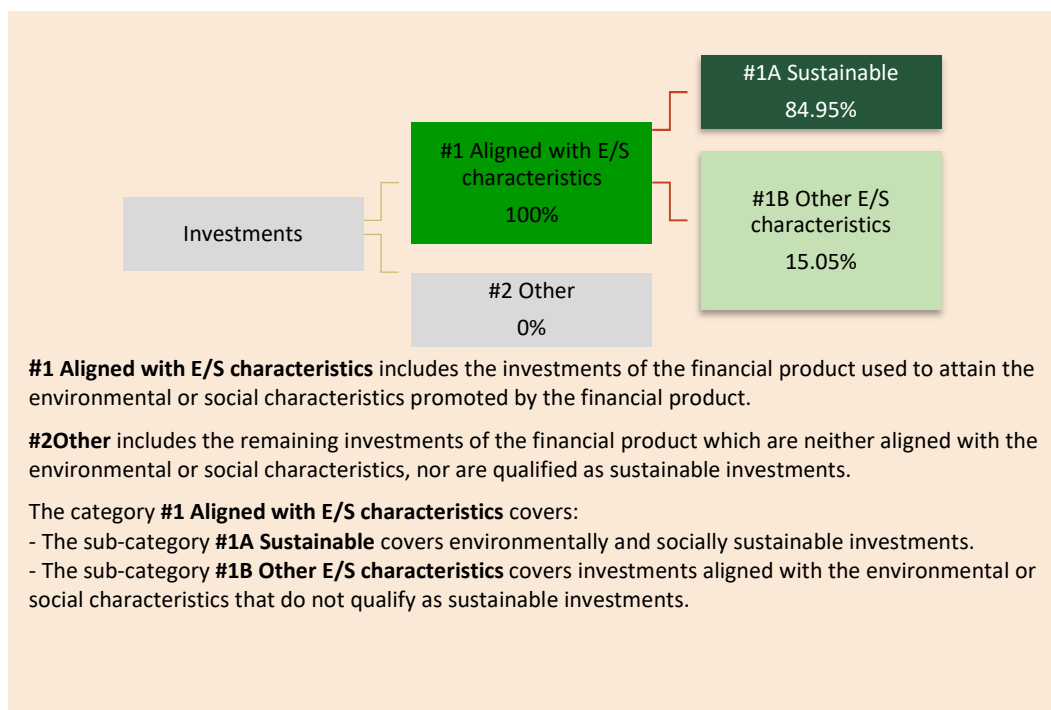 #1A Sustainable
84.95%
#1 Aligned with E/S
characteristics
100%
#1B Other E/S
characteristics
15.05%
Investments
#2 Other
0%
#1 Aligned with E/S characteristics includes the investments of the financial product used to attain the
environmental or social characteristics promoted by the financial product.
#2Other includes the remaining investments of the financial product which are neither aligned with the
environmental or social characteristics, nor are qualified as sustainable investments.
The category #1 Aligned with E/S characteristics covers:
- The sub-category #1A Sustainable covers environmentally and socially sustainable investments.
- The sub-category #1B Other E/S characteristics covers investments aligned with the environmental or
social characteristics that do not qualify as sustainable investments.